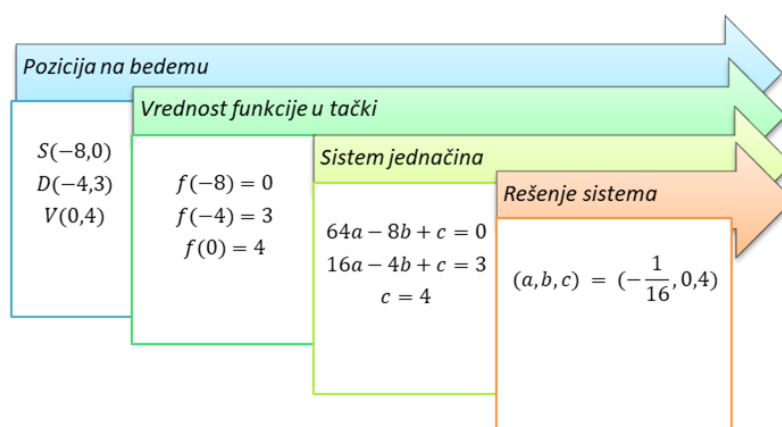 Pozicija na bedemu
S(−8,0)
D(−4,3)
V(0,4)
Vrednost funkcije u tački
f(−8) = 0
f(−4) = 3
f(0) = 4
Sistem jednačina
64a − 8b + c = 0
16a − 4b + c = 3
c = 4
Rešenje sistema
(a, b, c) = (−1/16, 0,4)